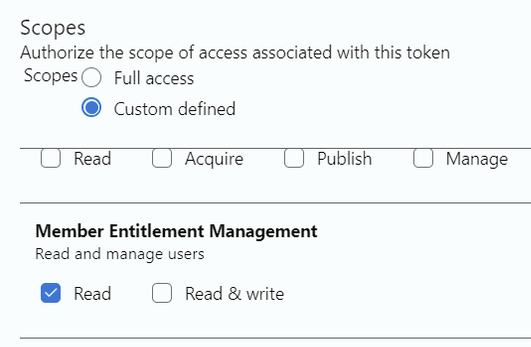 Scopes
Authorize the scope of access associated with this token
Scopes Full access
Custom defined
Read Acquire Publish Manage
Member Entitlement Management
Read and manage users
Read Read & write